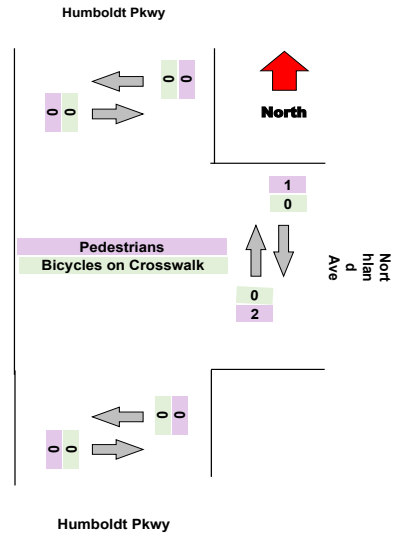 Humboldt Pkwy
0 0
0 0
North
1
0
Pedestrians
Bicycles on Crosswalk
Nort
hlan
d
Ave
0
2
0 0
0 0
Humboldt Pkwy